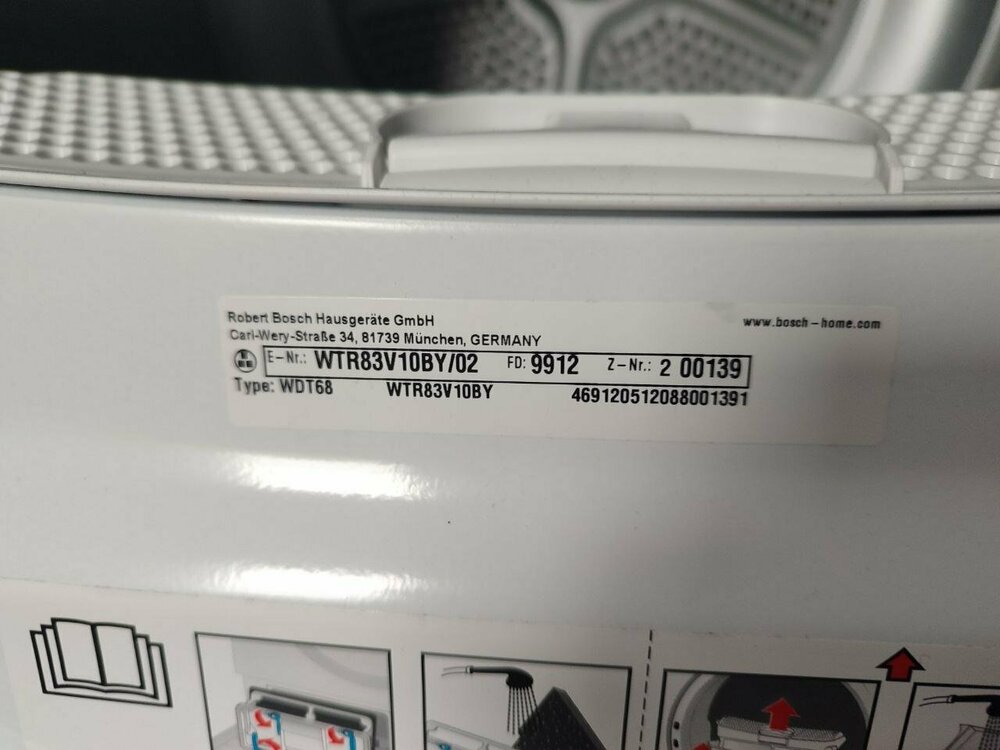 Robert Bosch Hausgeräte GmbH
www.bosch-home.com
Carl-Wery-Straße 34, 81739 München, GERMANY
E-Nr.: WTR83V10BY/02 FD: 9912 Z-Nr.: 2 00139
Type: WDT68 WTR83V10BY 469120512088001391